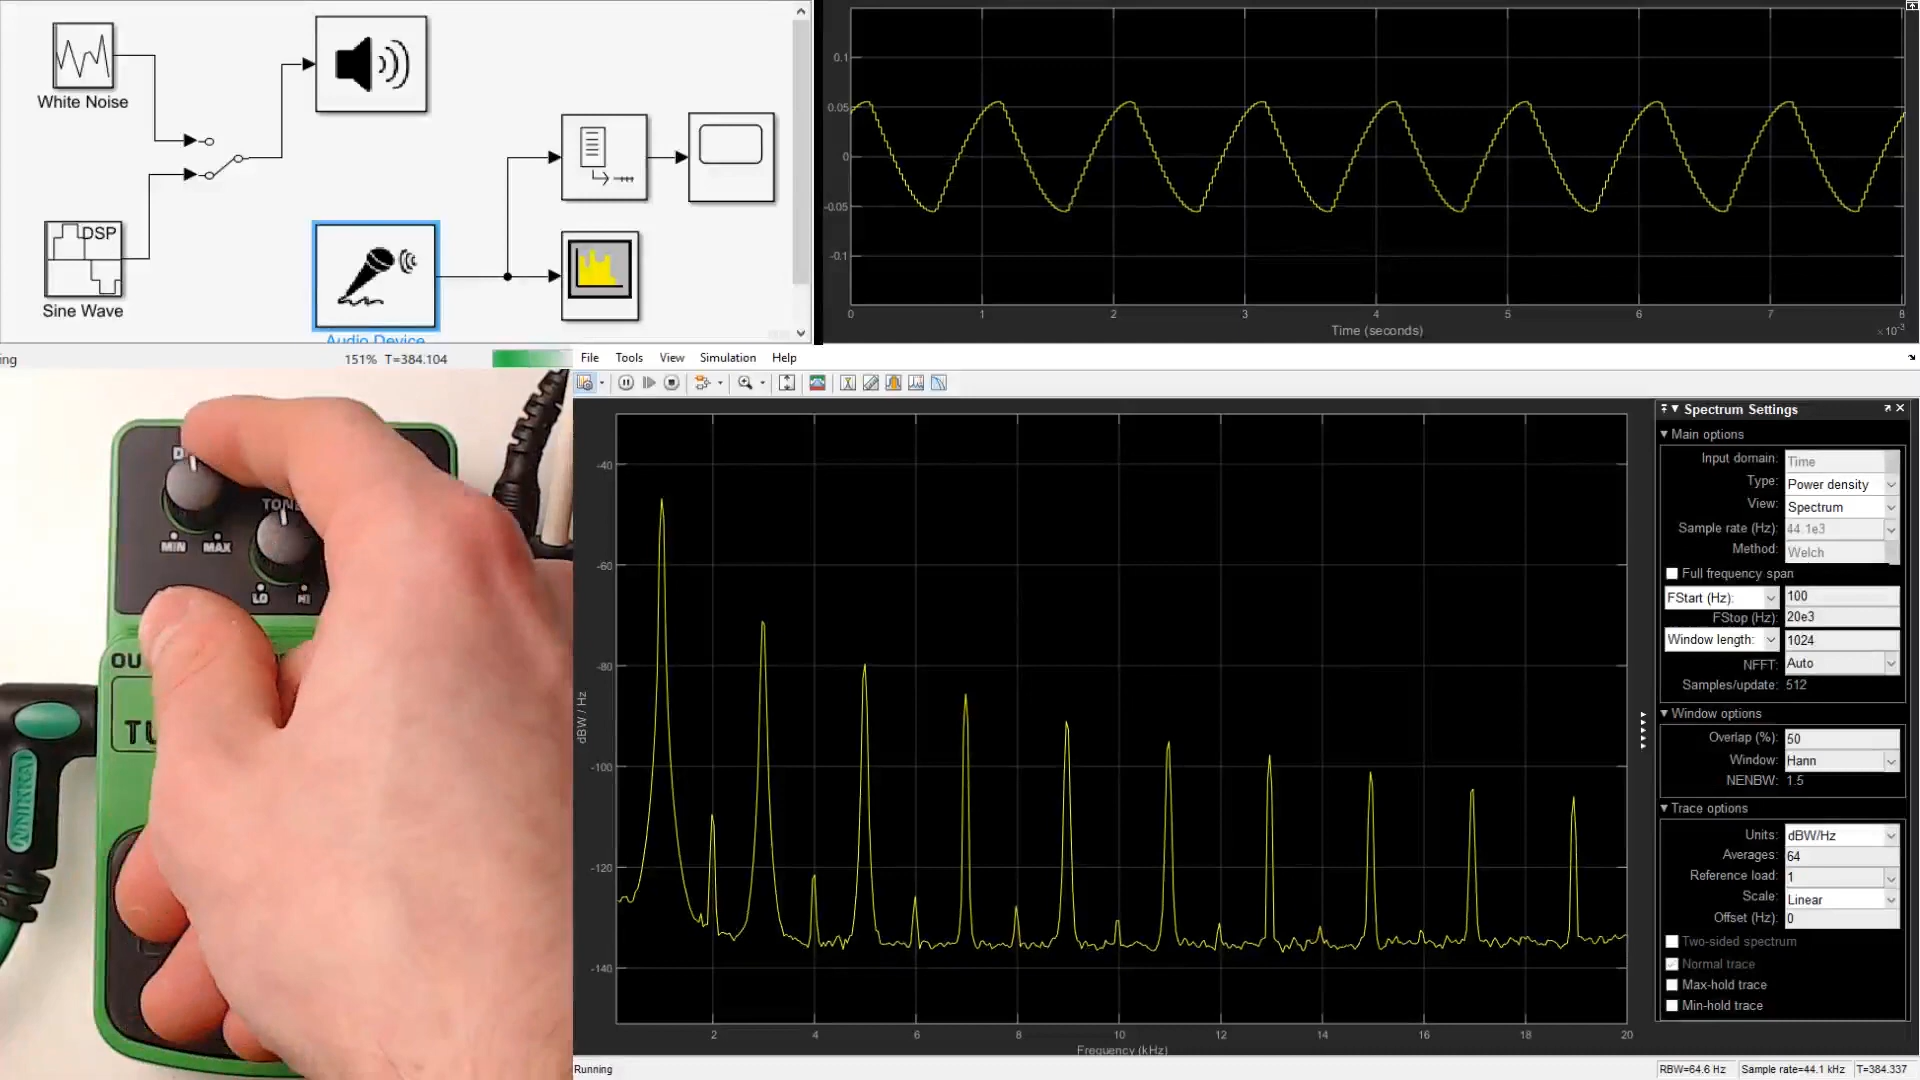 White Noise
DSP
Sine Wave
Audio Device
ing
151% T=384.104
0.1
0.05
0
-0.05
-0.1
0 1 2 3 4 5 6 7 8
Time (seconds)
×10⁻³
File Tools View Simulation Help
TONE
MIN MAX
LO HI
OU
TU
-40
-60
-80
-100
-120
-140
dBW / Hz
2 4 6 8 10 12 14 16 18 20
Frequency (kHz)
Spectrum Settings
Main options
Input domain: Time
Type: Power density
View: Spectrum
Sample rate (Hz): 44.1e3
Method: Welch
Full frequency span
FStart (Hz): 100
FStop (Hz): 20e3
Window length: 1024
NFFT: Auto
Samples/update: 512
Window options
Overlap (%): 50
Window: Hann
NENBW: 1.5
Trace options
Units: dBW/Hz
Averages: 64
Reference load: 1
Scale: Linear
Offset (Hz): 0
Two-sided spectrum
Normal trace
Max-hold trace
Min-hold trace
Running
RBW=64.6 Hz Sample rate=44.1 kHz T=384.337